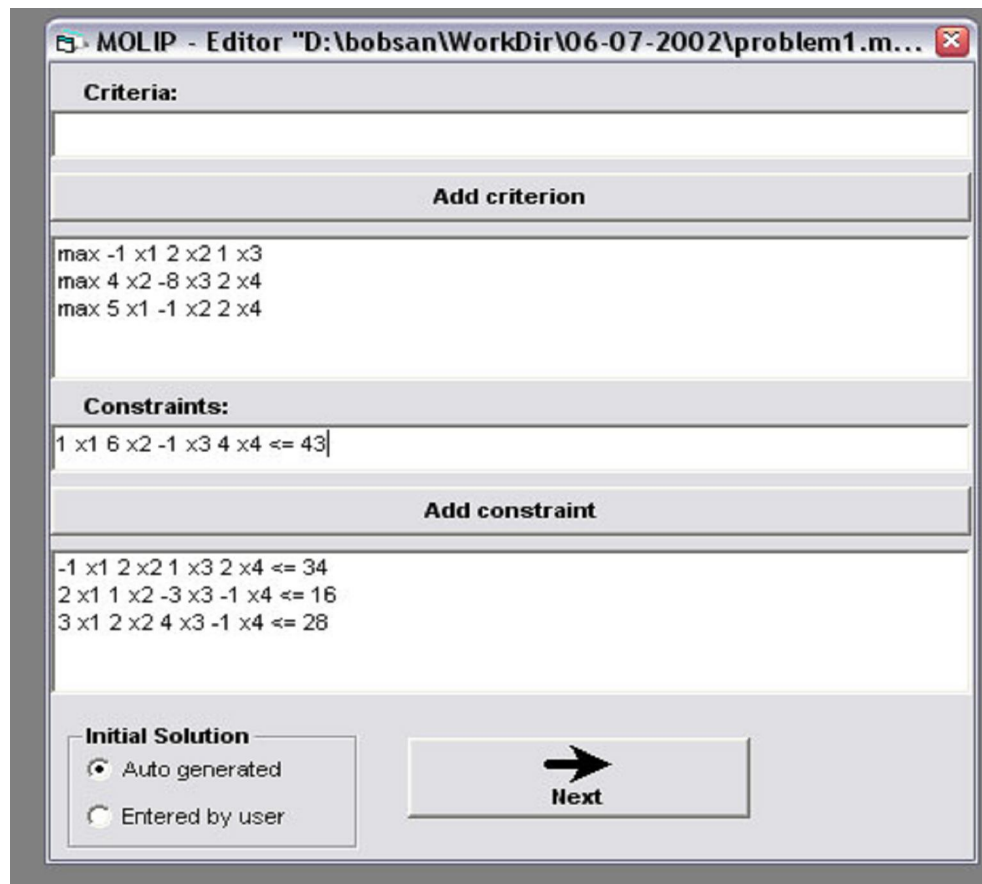 MOLIP - Editor "D:\bobsan\WorkDir\06-07-2002\problem1.m...
Criteria:
Add criterion
max -1 x1 2 x2 1 x3
max 4 x2 -8 x3 2 x4
max 5 x1 -1 x2 2 x4
Constraints:
1 x1 6 x2 -1 x3 4 x4 <= 43
Add constraint
-1 x1 2 x2 1 x3 2 x4 <= 34
2 x1 1 x2 -3 x3 -1 x4 <= 16
3 x1 2 x2 4 x3 -1 x4 <= 28
Initial Solution
Auto generated
Entered by user
Next